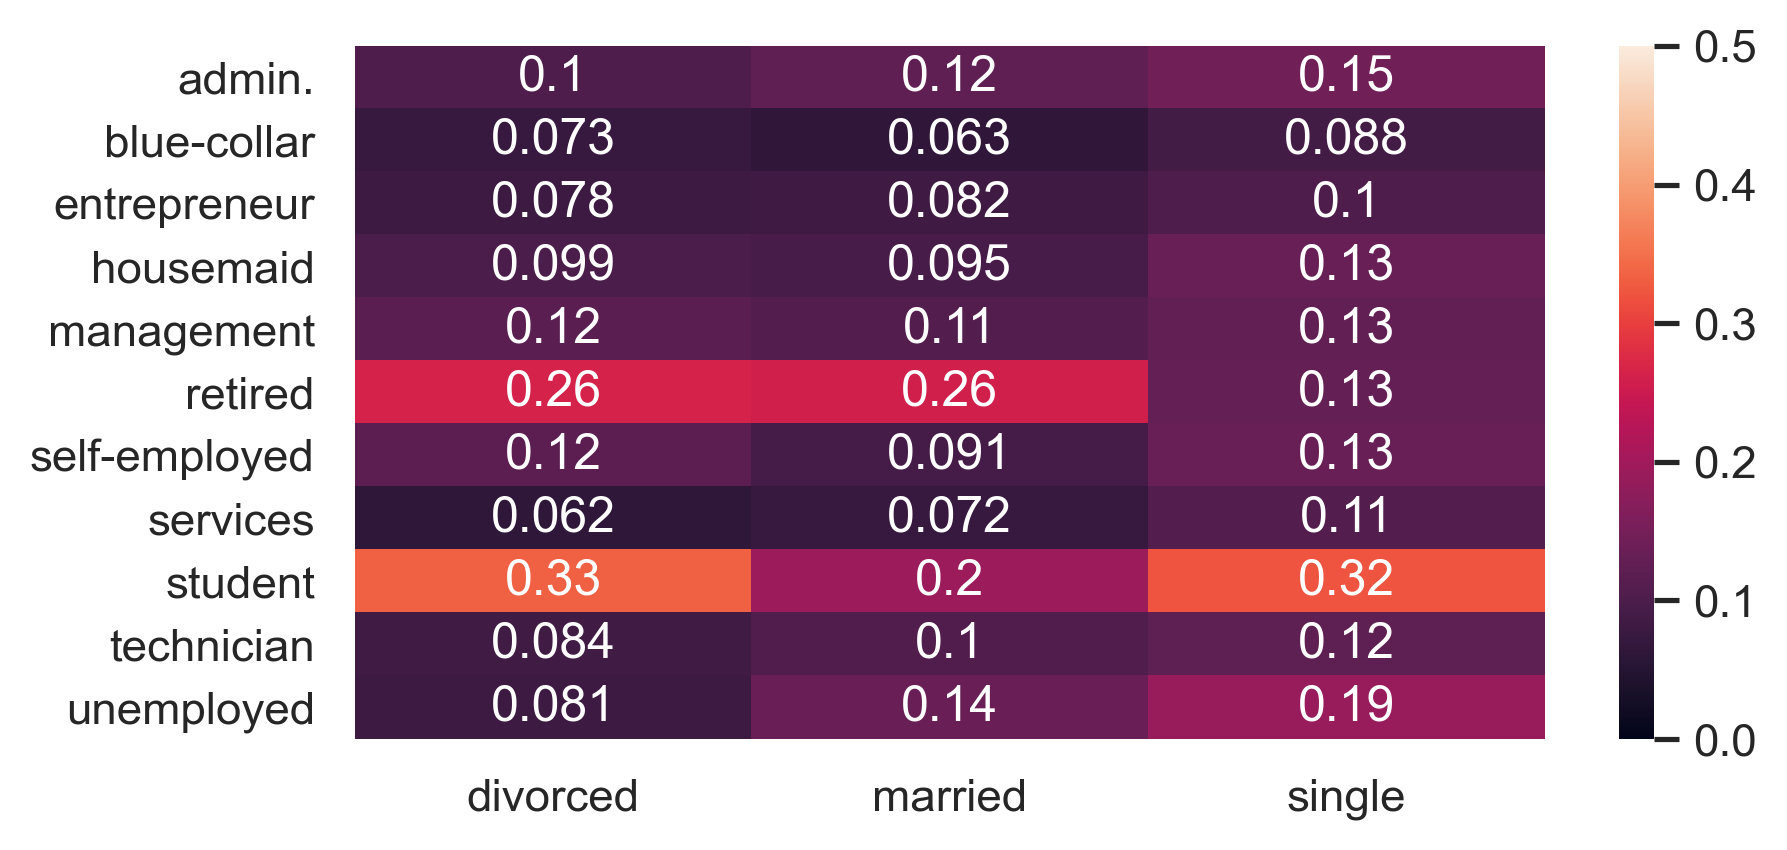 admin. 0.1 0.12 0.15
blue-collar 0.073 0.063 0.088
entrepreneur 0.078 0.082 0.1
housemaid 0.099 0.095 0.13
management 0.12 0.11 0.13
retired 0.26 0.26 0.13
self-employed 0.12 0.091 0.13
services 0.062 0.072 0.11
student 0.33 0.2 0.32
technician 0.084 0.1 0.12
unemployed 0.081 0.14 0.19
divorced married single
0.5
0.4
0.3
0.2
0.1
0.0